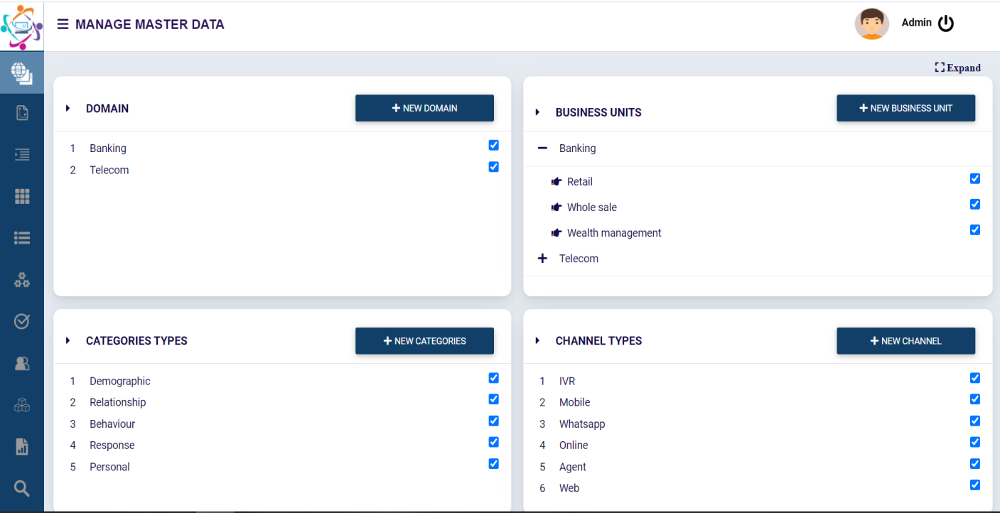 MANAGE MASTER DATA
Admin
Expand
DOMAIN
NEW DOMAIN
1 Banking
2 Telecom
BUSINESS UNITS
NEW BUSINESS UNIT
Banking
Retail
Whole sale
Wealth management
Telecom
CATEGORIES TYPES
NEW CATEGORIES
1 Demographic
2 Relationship
3 Behaviour
4 Response
5 Personal
CHANNEL TYPES
NEW CHANNEL
1 IVR
2 Mobile
3 Whatsapp
4 Online
5 Agent
6 Web